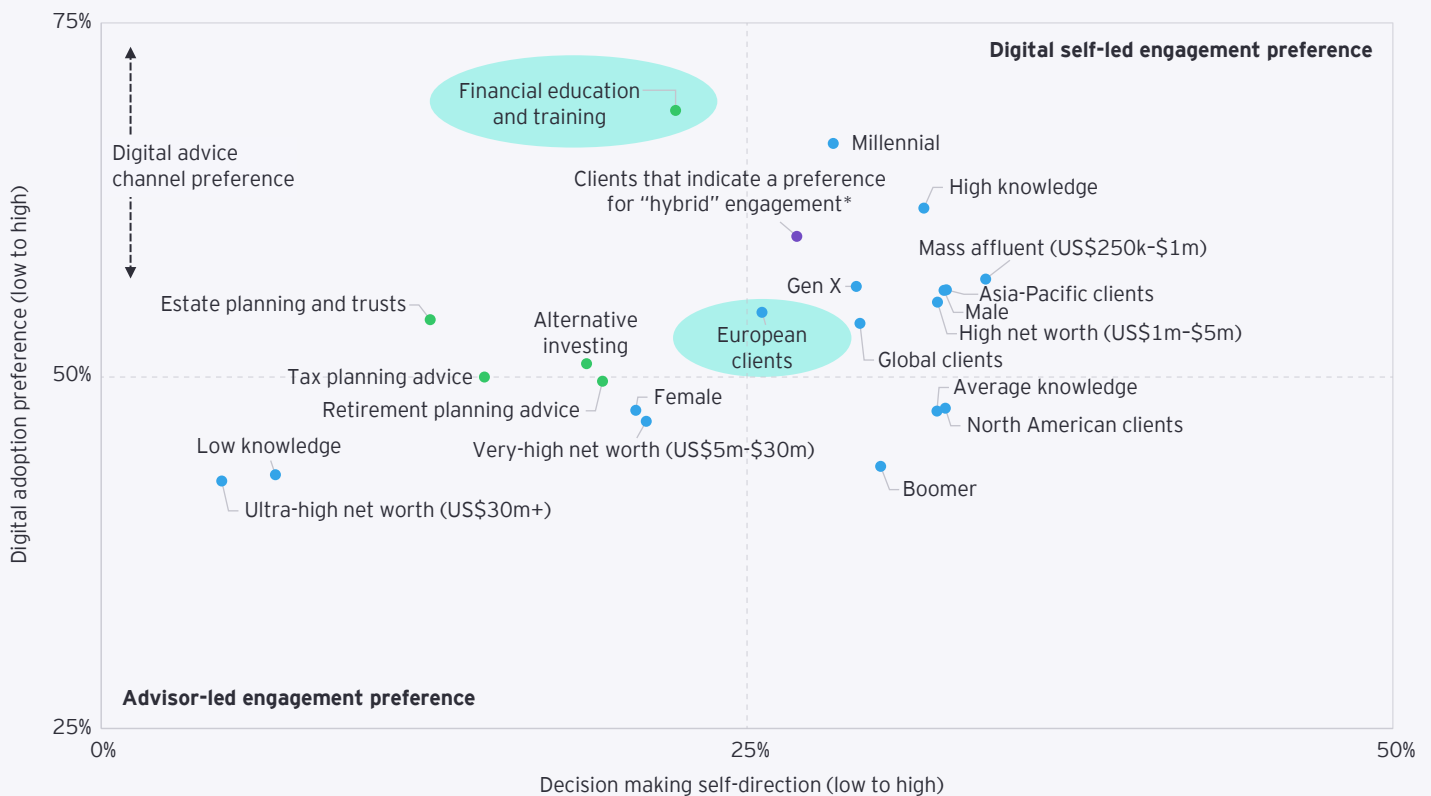 75%
Digital self-led engagement preference
Financial education
and training
Millennial
Digital advice
channel preference
Clients that indicate a preference
for “hybrid” engagement*
High knowledge
Mass affluent (US$250k–$1m)
Gen X
Asia-Pacific clients
Estate planning and trusts
Male
Alternative
investing
High net worth (US$1m–$5m)
European
clients
Global clients
50%
Tax planning advice
Average knowledge
Female
Retirement planning advice
North American clients
Low knowledge
Very-high net worth (US$5m-$30m)
Boomer
Ultra-high net worth (US$30m+)
Digital adoption preference (low to high)
Advisor-led engagement preference
25%
0%
25%
50%
Decision making self-direction (low to high)